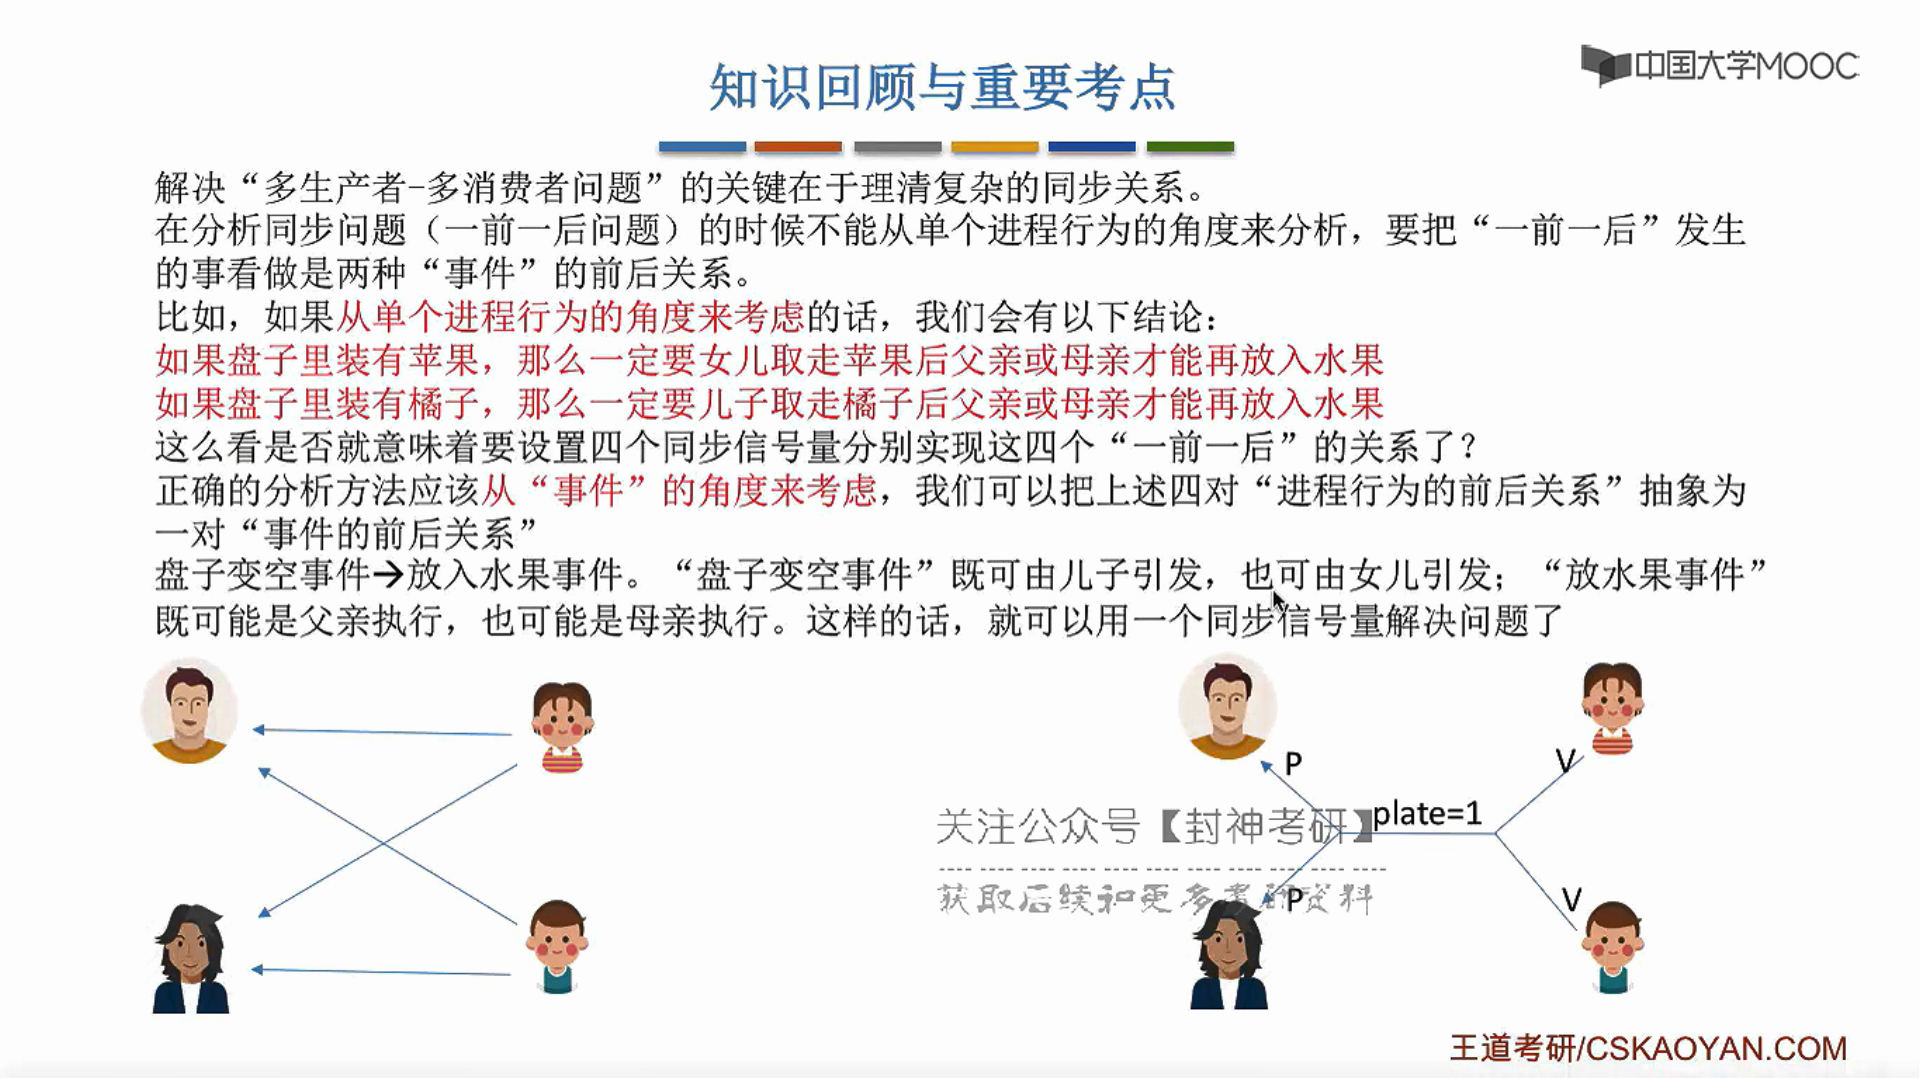 知识回顾与重要考点
中国大学MOOC
解决“多生产者-多消费者问题”的关键在于理清复杂的同步关系。
在分析同步问题（一前一后问题）的时候不能从单个进程行为的角度来分析，要把“一前一后”发生
的事看做是两种“事件”的前后关系。
比如，如果从单个进程行为的角度来考虑的话，我们会有以下结论：
如果盘子里装有苹果，那么一定要女儿取走苹果后父亲或母亲才能再放入水果
如果盘子里装有橘子，那么一定要儿子取走橘子后父亲或母亲才能再放入水果
这么看是否就意味着要设置四个同步信号量分别实现这四个“一前一后”的关系了？
正确的分析方法应该从“事件”的角度来考虑，我们可以把上述四对“进程行为的前后关系”抽象为
一对“事件的前后关系”
盘子变空事件→放入水果事件。“盘子变空事件”既可由儿子引发，也可由女儿引发；“放水果事件”
既可能是父亲执行，也可能是母亲执行。这样的话，就可以用一个同步信号量解决问题了
P
V
plate=1
关注公众号【封神考研】
获取后续和更多考研资料
P
V
王道考研/CSKAOYAN.COM